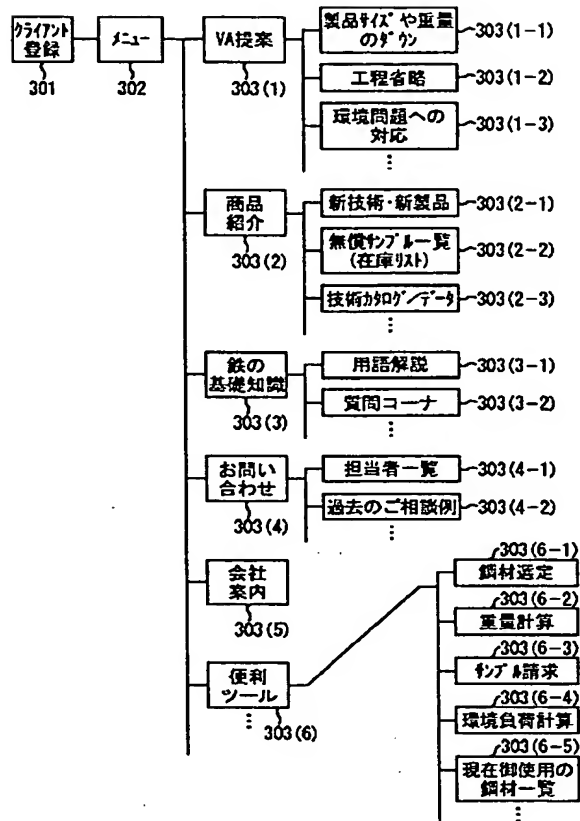 クライアント
登録
301
メニュー
302
VA提案
303(1)
製品サイズや重量
のダウン
303(1-1)
工程省略
303(1-2)
環境問題への
対応
303(1-3)
商品
紹介
303(2)
新技術・新製品
303(2-1)
無償サンプル一覧
(在庫リスト)
303(2-2)
技術カタログ/データ
303(2-3)
鉄の
基礎知識
303(3)
用語解説
303(3-1)
質問コーナ
303(3-2)
お問い
合わせ
303(4)
担当者一覧
303(4-1)
過去のご相談例
303(4-2)
会社
案内
303(5)
便利
ツール
303(6)
303(6-1)
鋼材選定
303(6-2)
重量計算
303(6-3)
サンプル請求
303(6-4)
環境負荷計算
303(6-5)
現在御使用の
鋼材一覧